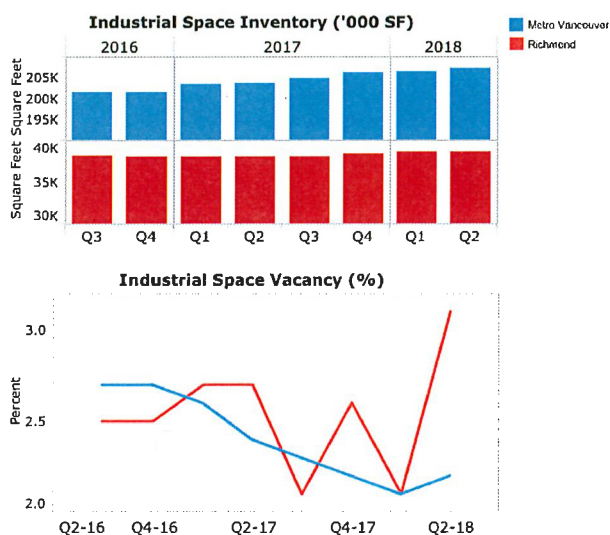 Industrial Space Inventory ('000 SF)
Metro Vancouver
Richmond
2016 2017 2018
Square Feet
205K
200K
195K
Square Feet
40K
35K
30K
Q3 Q4 Q1 Q2 Q3 Q4 Q1 Q2
Industrial Space Vacancy (%)
Percent
3.0
2.5
2.0
Q2-16 Q4-16 Q2-17 Q4-17 Q2-18